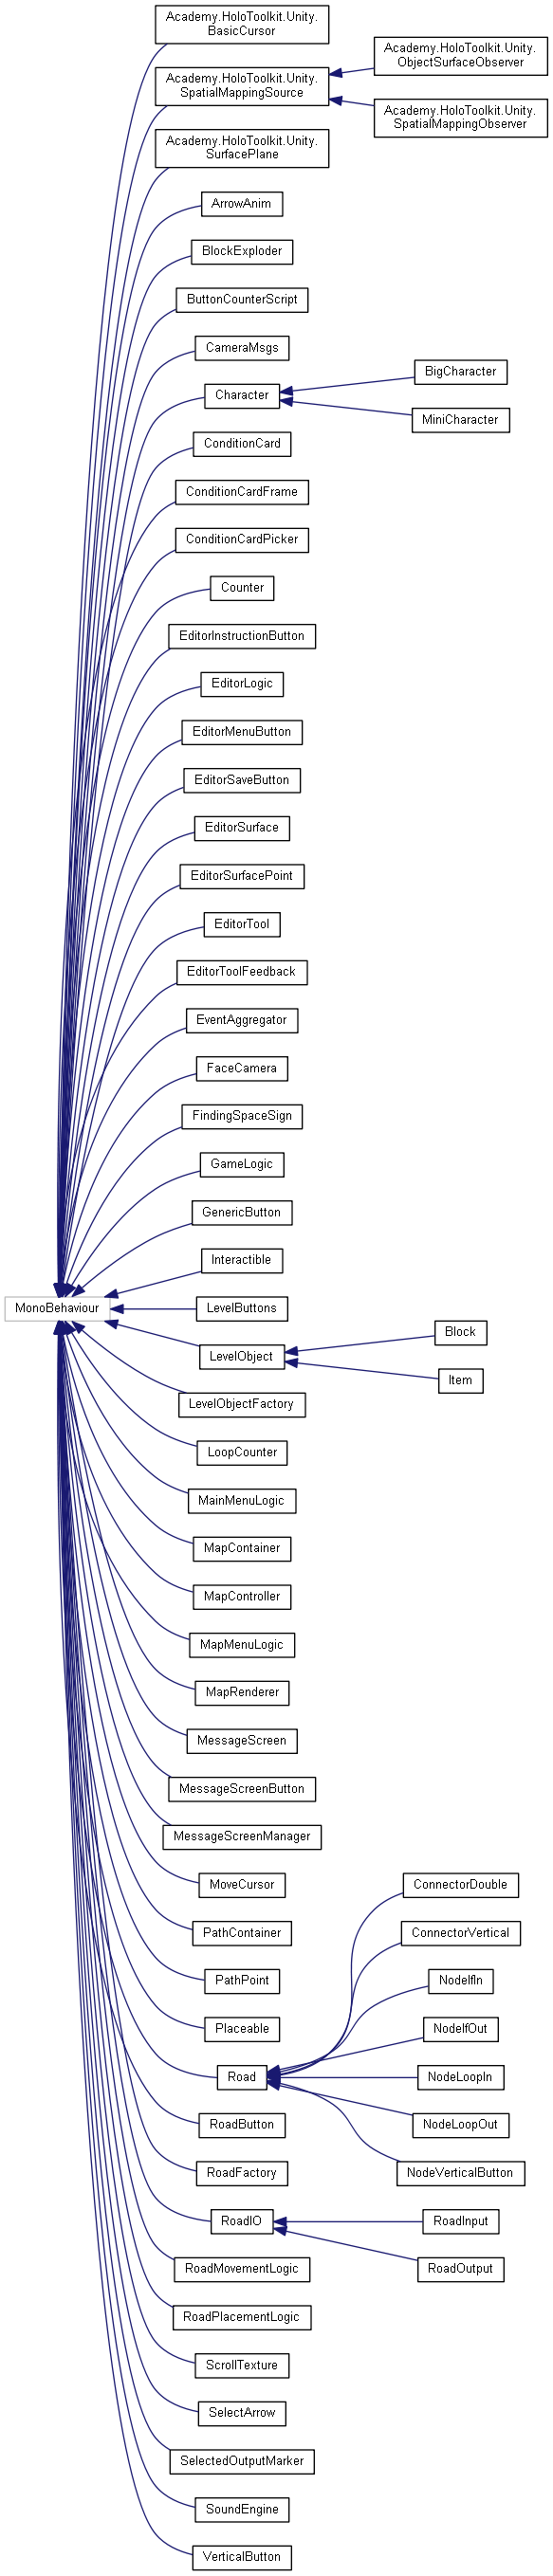 Academy.HoloToolkit.Unity.
BasicCursor
Academy.HoloToolkit.Unity.
SpatialMappingSource
Academy.HoloToolkit.Unity.
ObjectSurfaceObserver
Academy.HoloToolkit.Unity.
SpatialMappingObserver
Academy.HoloToolkit.Unity.
SurfacePlane
ArrowAnim
BlockExploder
ButtonCounterScript
CameraMsgs
Character
BigCharacter
MiniCharacter
ConditionCard
ConditionCardFrame
ConditionCardPicker
Counter
EditorInstructionButton
EditorLogic
EditorMenuButton
EditorSaveButton
EditorSurface
EditorSurfacePoint
EditorTool
EditorToolFeedback
EventAggregator
FaceCamera
FindingSpaceSign
GameLogic
GenericButton
Interactible
MonoBehaviour
LevelButtons
LevelObject
Block
Item
LevelObjectFactory
LoopCounter
MainMenuLogic
MapContainer
MapController
MapMenuLogic
MapRenderer
MessageScreen
MessageScreenButton
MessageScreenManager
MoveCursor
PathContainer
PathPoint
Placeable
Road
ConnectorDouble
ConnectorVertical
NodeIfIn
NodeIfOut
NodeLoopIn
NodeLoopOut
NodeVerticalButton
RoadButton
RoadFactory
RoadIO
RoadInput
RoadOutput
RoadMovementLogic
RoadPlacementLogic
ScrollTexture
SelectArrow
SelectedOutputMarker
SoundEngine
VerticalButton